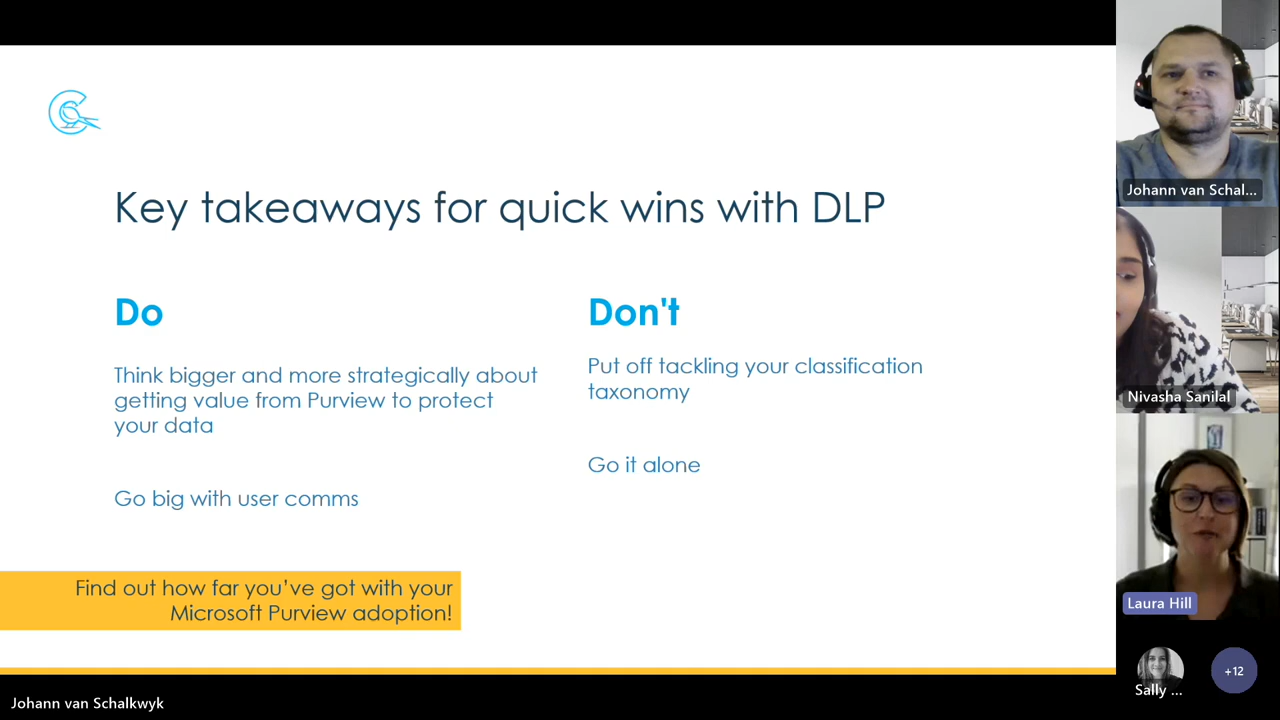 Key takeaways for quick wins with DLP
Do
Think bigger and more strategically about
getting value from Purview to protect
your data
Go big with user comms
Don't
Put off tackling your classification
taxonomy
Go it alone
Find out how far you’ve got with your
Microsoft Purview adoption!
Johann van Schalkwyk
Johann van Schal...
Nivasha Sanilal
Laura Hill
Sally ...
+12